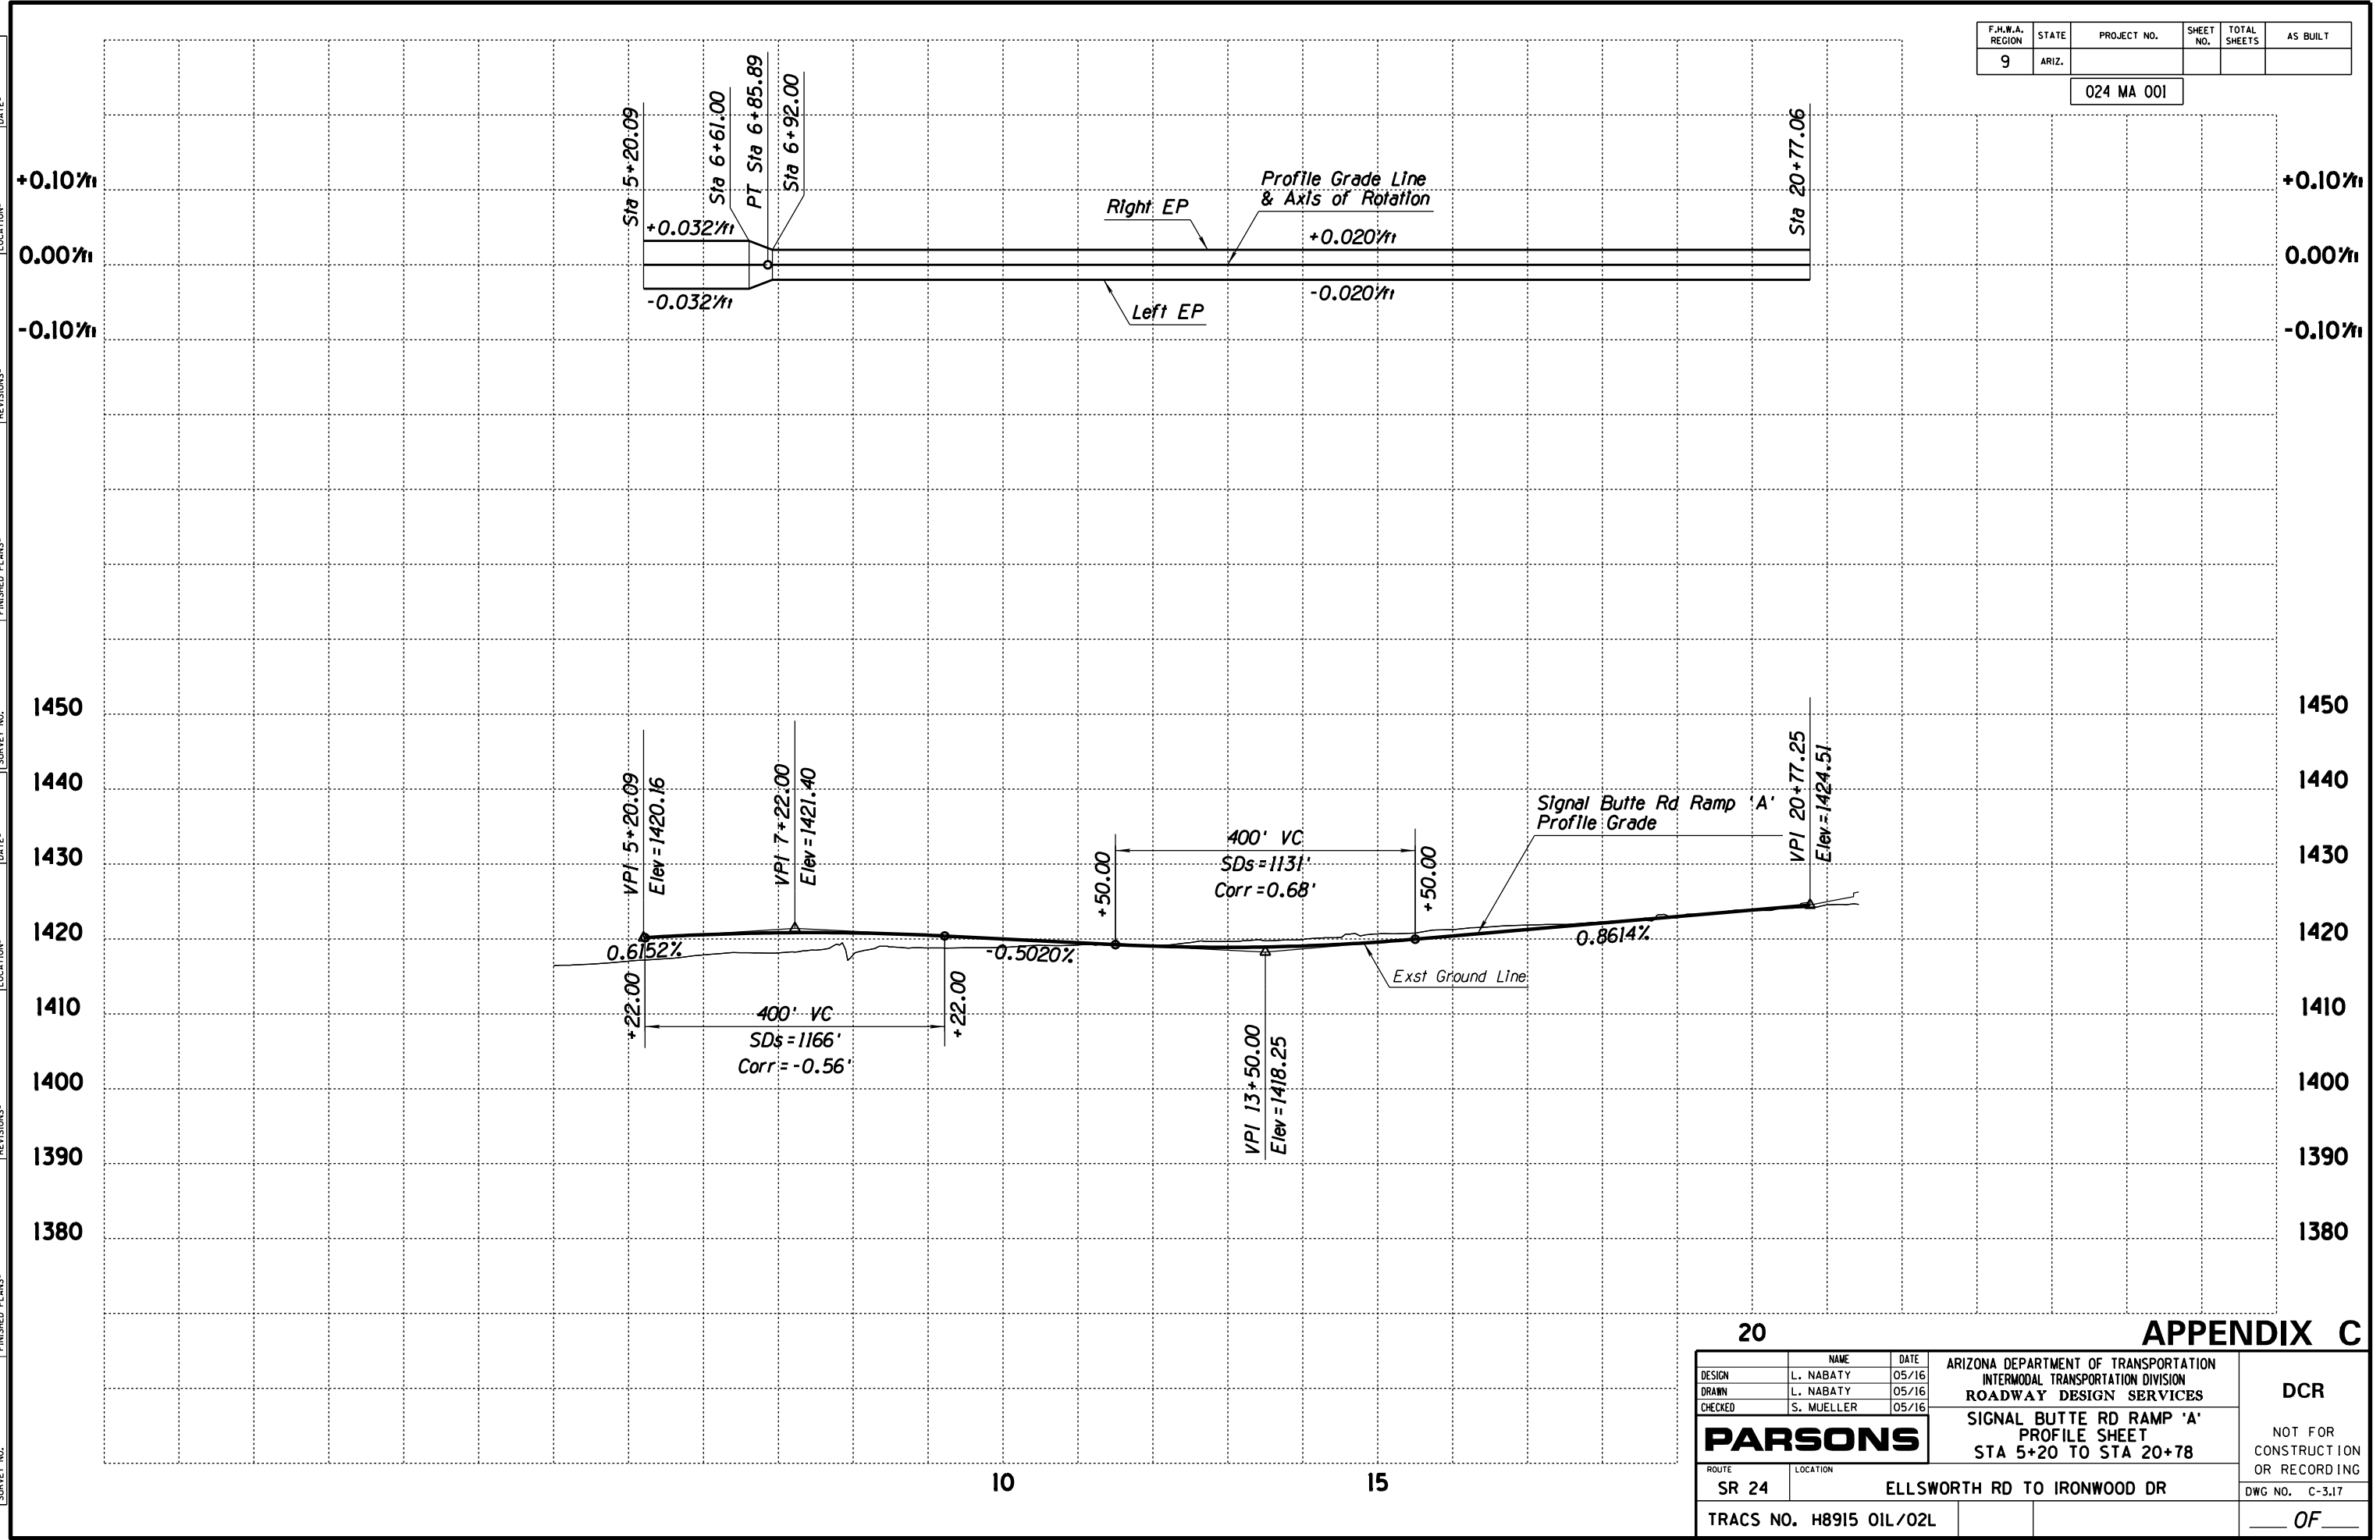 F.H.W.A. REGION STATE PROJECT NO. SHEET NO. TOTAL SHEETS AS BUILT
9 ARIZ.
024 MA 001
Sta 5+20.09
Sta 6+61.00
PT Sta 6+85.89
Sta 6+92.00
Sta 20+77.06
+0.10'/ft
+0.10'/ft
0.00'/ft
0.00'/ft
-0.10'/ft
-0.10'/ft
+0.032'/ft
-0.032'/ft
Right EP
Profile Grade Line
& Axis of Rotation
+0.020'/ft
-0.020'/ft
Left EP
1450
1450
1440
1440
1430
1430
1420
1420
1410
1410
1400
1400
1390
1390
1380
1380
VPI 5+20.09
Elev=1420.16
VPI 7+22.00
Elev=1421.40
+50.00
400' VC
SDs=1131'
Corr=0.68'
+50.00
Signal Butte Rd Ramp 'A'
Profile Grade
VPI 20+77.25
Elev=1424.51
0.6152%
-0.5020%
0.8614%
Exst Ground Line
+22.00
400' VC
SDs=1166'
Corr=-0.56'
+22.00
VPI 13+50.00
Elev=1418.25
10
15
20
APPENDIX C
NAME DATE
DESIGN L. NABATY 05/16
DRAWN L. NABATY 05/16
CHECKED S. MUELLER 05/16
PARSONS
ARIZONA DEPARTMENT OF TRANSPORTATION
INTERMODAL TRANSPORTATION DIVISION
ROADWAY DESIGN SERVICES
SIGNAL BUTTE RD RAMP 'A'
PROFILE SHEET
STA 5+20 TO STA 20+78
DCR
NOT FOR
CONSTRUCTION
OR RECORDING
ROUTE
SR 24
LOCATION
ELLSWORTH RD TO IRONWOOD DR
DWG NO. C-3.17
TRACS NO. H8915 01L/02L
OF